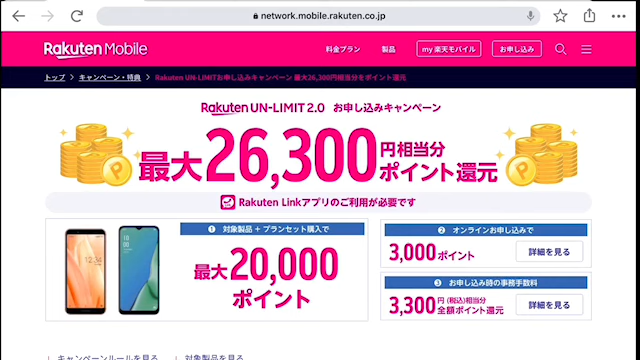 network.mobile.rakuten.co.jp
Rakuten Mobile
料金プラン 製品 my 楽天モバイル お申し込み
トップ > キャンペーン・特典 > Rakuten UN-LIMITお申し込みキャンペーン 最大26,300円相当分をポイント還元
Rakuten UN-LIMIT 2.0 お申し込みキャンペーン
最大26,300円相当分
ポイント還元
Rakuten Linkアプリのご利用が必要です
1 対象製品 + プランセット購入で
最大20,000
ポイント
2 オンラインお申し込みで
3,000ポイント
詳細を見る
3 お申し込み時の事務手数料
3,300円(税込)相当分
全額ポイント還元
詳細を見る
キャンペーンルールを見る
対象製品を見る